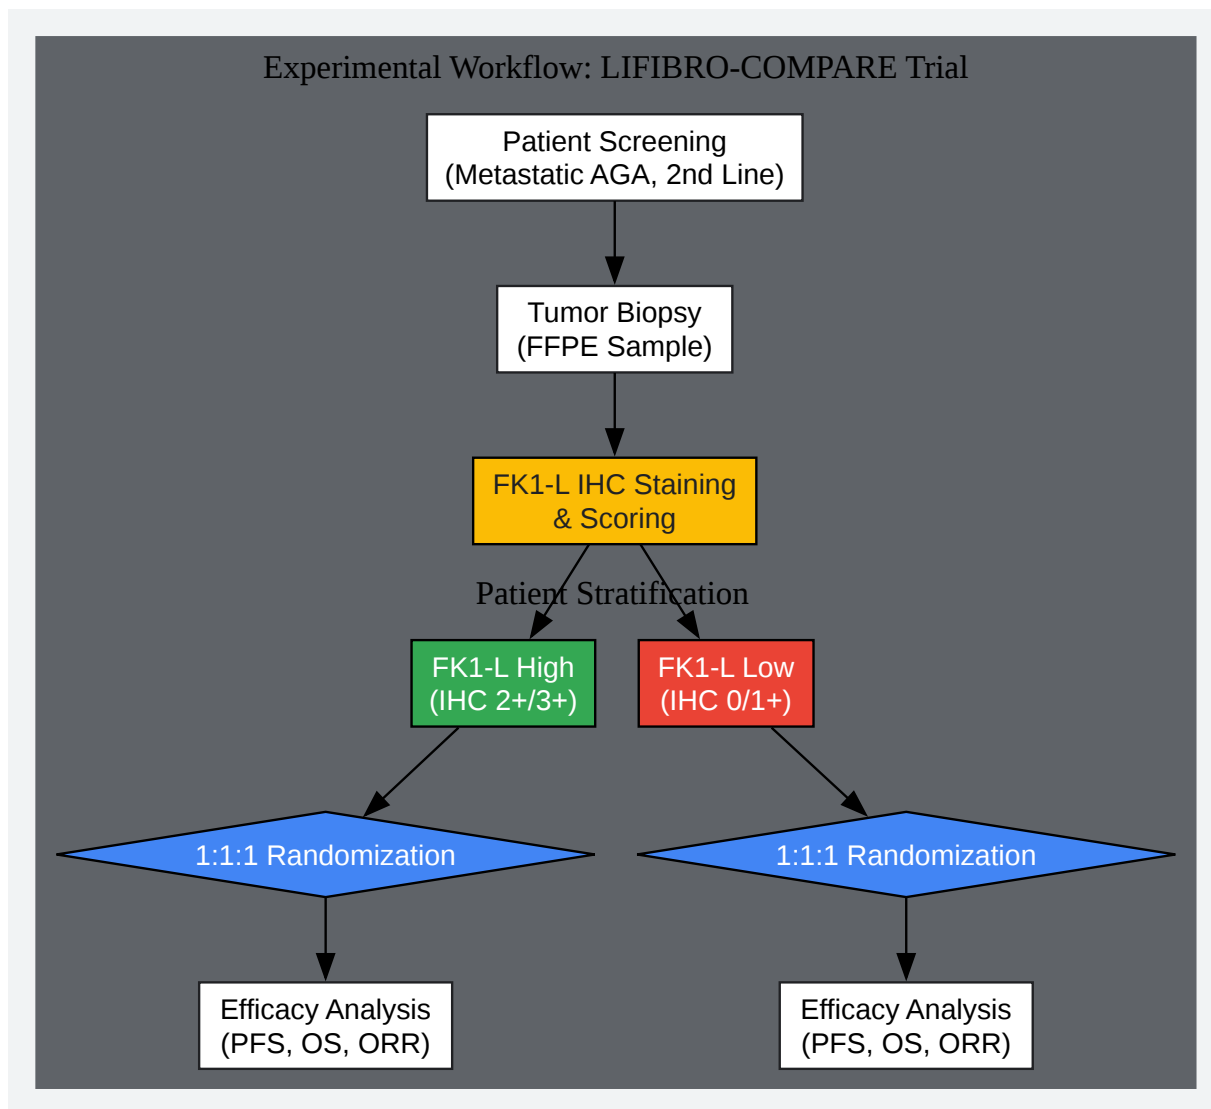 Experimental Workflow: LIFIBRO-COMPARE Trial
Patient Screening
(Metastatic AGA, 2nd Line)
Tumor Biopsy
(FFPE Sample)
FK1-L IHC Staining
& Scoring
Patient Stratification
FK1-L High
(IHC 2+/3+)
FK1-L Low
(IHC 0/1+)
1:1:1 Randomization
1:1:1 Randomization
Efficacy Analysis
(PFS, OS, ORR)
Efficacy Analysis
(PFS, OS, ORR)